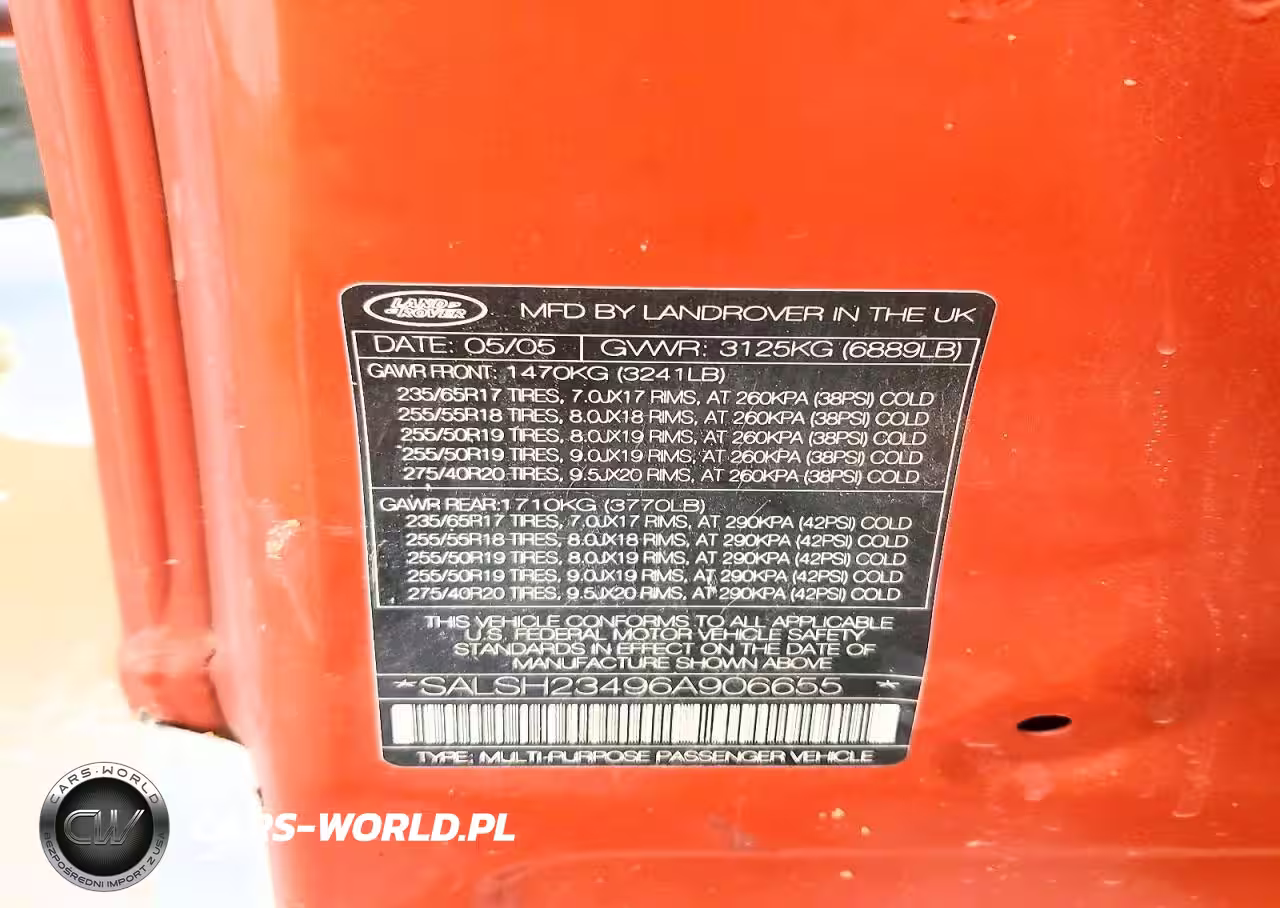 LAND ROVER
MFD BY LANDROVER IN THE UK
DATE: 05/05 GVWR: 3125KG (6889LB)
GAWR FRONT: 1470KG (3241LB)
235/65R17 TIRES, 7.0JX17 RIMS, AT 260KPA (38PSI) COLD
255/55R18 TIRES, 8.0JX18 RIMS, AT 260KPA (38PSI) COLD
255/50R19 TIRES, 8.0JX19 RIMS, AT 260KPA (38PSI) COLD
255/50R19 TIRES, 9.0JX19 RIMS, AT 260KPA (38PSI) COLD
275/40R20 TIRES, 9.5JX20 RIMS, AT 260KPA (38PSI) COLD
GAWR REAR: 1710KG (3770LB)
235/65R17 TIRES, 7.0JX17 RIMS, AT 290KPA (42PSI) COLD
255/55R18 TIRES, 8.0JX18 RIMS, AT 290KPA (42PSI) COLD
255/50R19 TIRES, 8.0JX19 RIMS, AT 290KPA (42PSI) COLD
255/50R19 TIRES, 9.0JX19 RIMS, AT 290KPA (42PSI) COLD
275/40R20 TIRES, 9.5JX20 RIMS, AT 290KPA (42PSI) COLD
THIS VEHICLE CONFORMS TO ALL APPLICABLE
U.S. FEDERAL MOTOR VEHICLE SAFETY
STANDARDS IN EFFECT ON THE DATE OF
MANUFACTURE SHOWN ABOVE
*SALSH23496A906655*
TYPE: MULTI-PURPOSE PASSENGER VEHICLE
CARS-WORLD
CW
BEZPOŚREDNI IMPORT Z USA
CARS-WORLD.PL